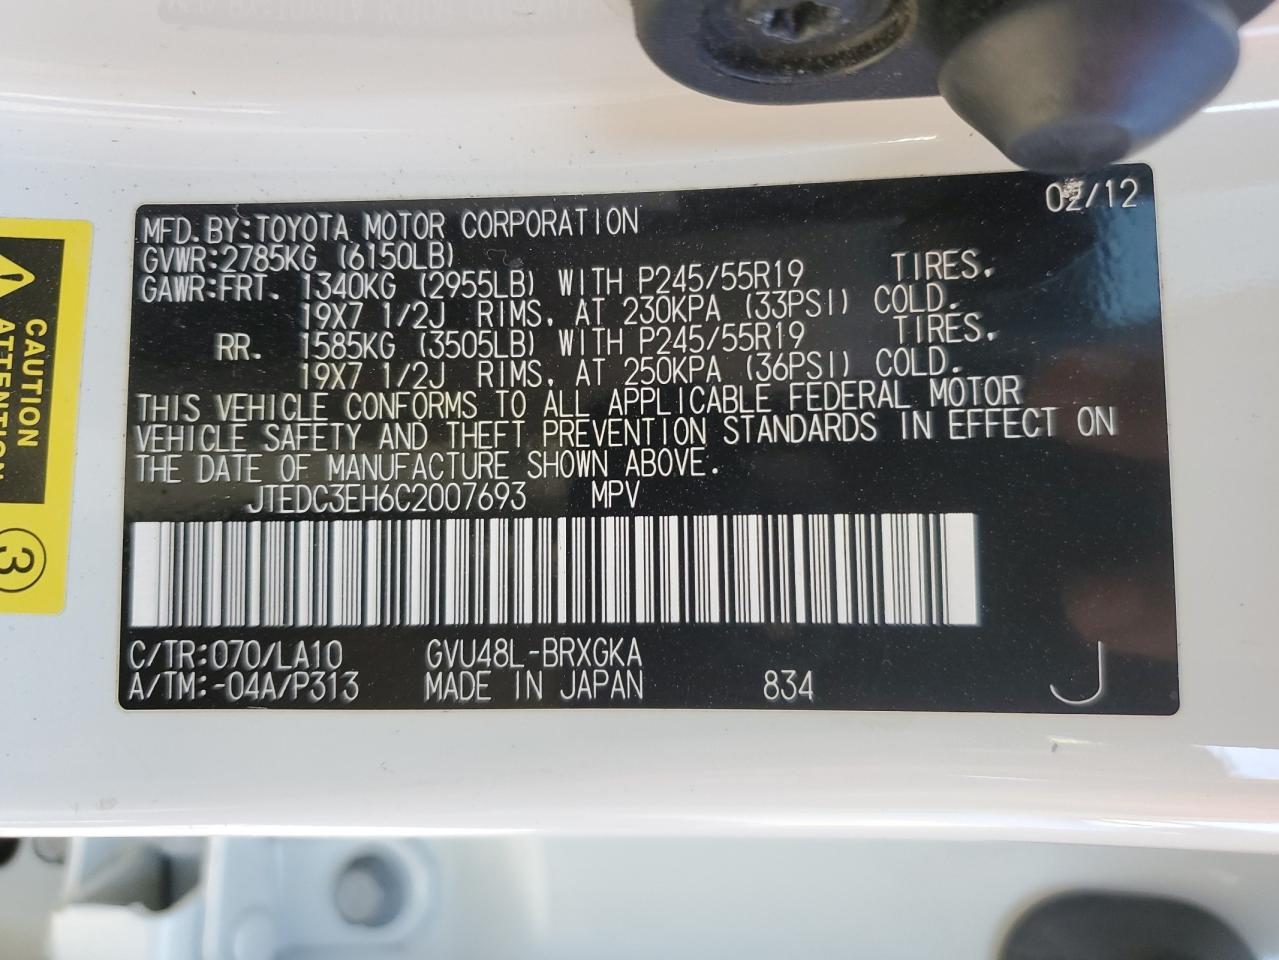 02/12
MFD. BY: TOYOTA MOTOR CORPORATION
GVWR: 2785KG (6150LB)
GAWR: FRT. 1340KG (2955LB) WITH P245/55R19 TIRES,
19X7 1/2J RIMS, AT 230KPA (33PSI) COLD.
RR. 1585KG (3505LB) WITH P245/55R19 TIRES,
19X7 1/2J RIMS, AT 250KPA (36PSI) COLD.
THIS VEHICLE CONFORMS TO ALL APPLICABLE FEDERAL MOTOR
VEHICLE SAFETY AND THEFT PREVENTION STANDARDS IN EFFECT ON
THE DATE OF MANUFACTURE SHOWN ABOVE.
JTEDC3EH6C2007693 MPV
C/TR: 070/LA10 GVU48L-BRXGKA
A/TM: -04A/P313 MADE IN JAPAN 834 J
CAUTION
ATTENTION
3